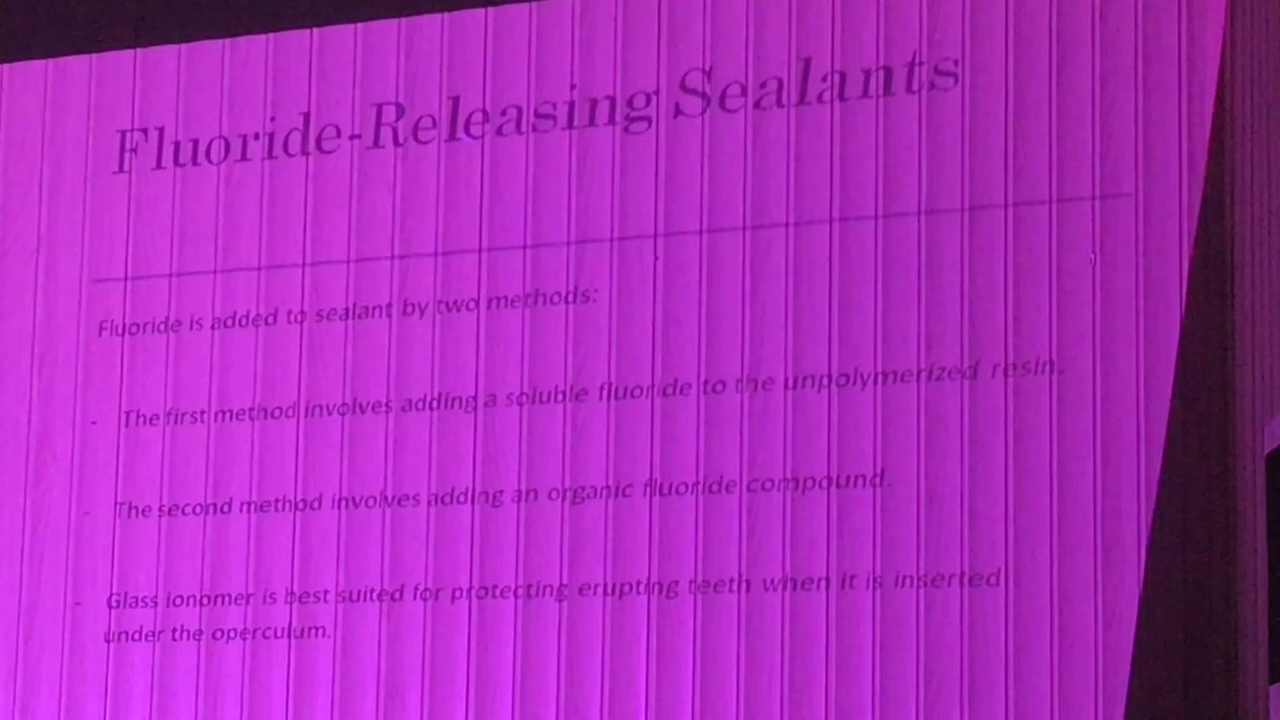 Fluoride-Releasing Sealants
Fluoride is added to sealant by two methods:
- The first method involves adding a soluble fluoride to the unpolymerized resin.
- The second method involves adding an organic fluoride compound.
- Glass ionomer is best suited for protecting erupting teeth when it is inserted
under the operculum.